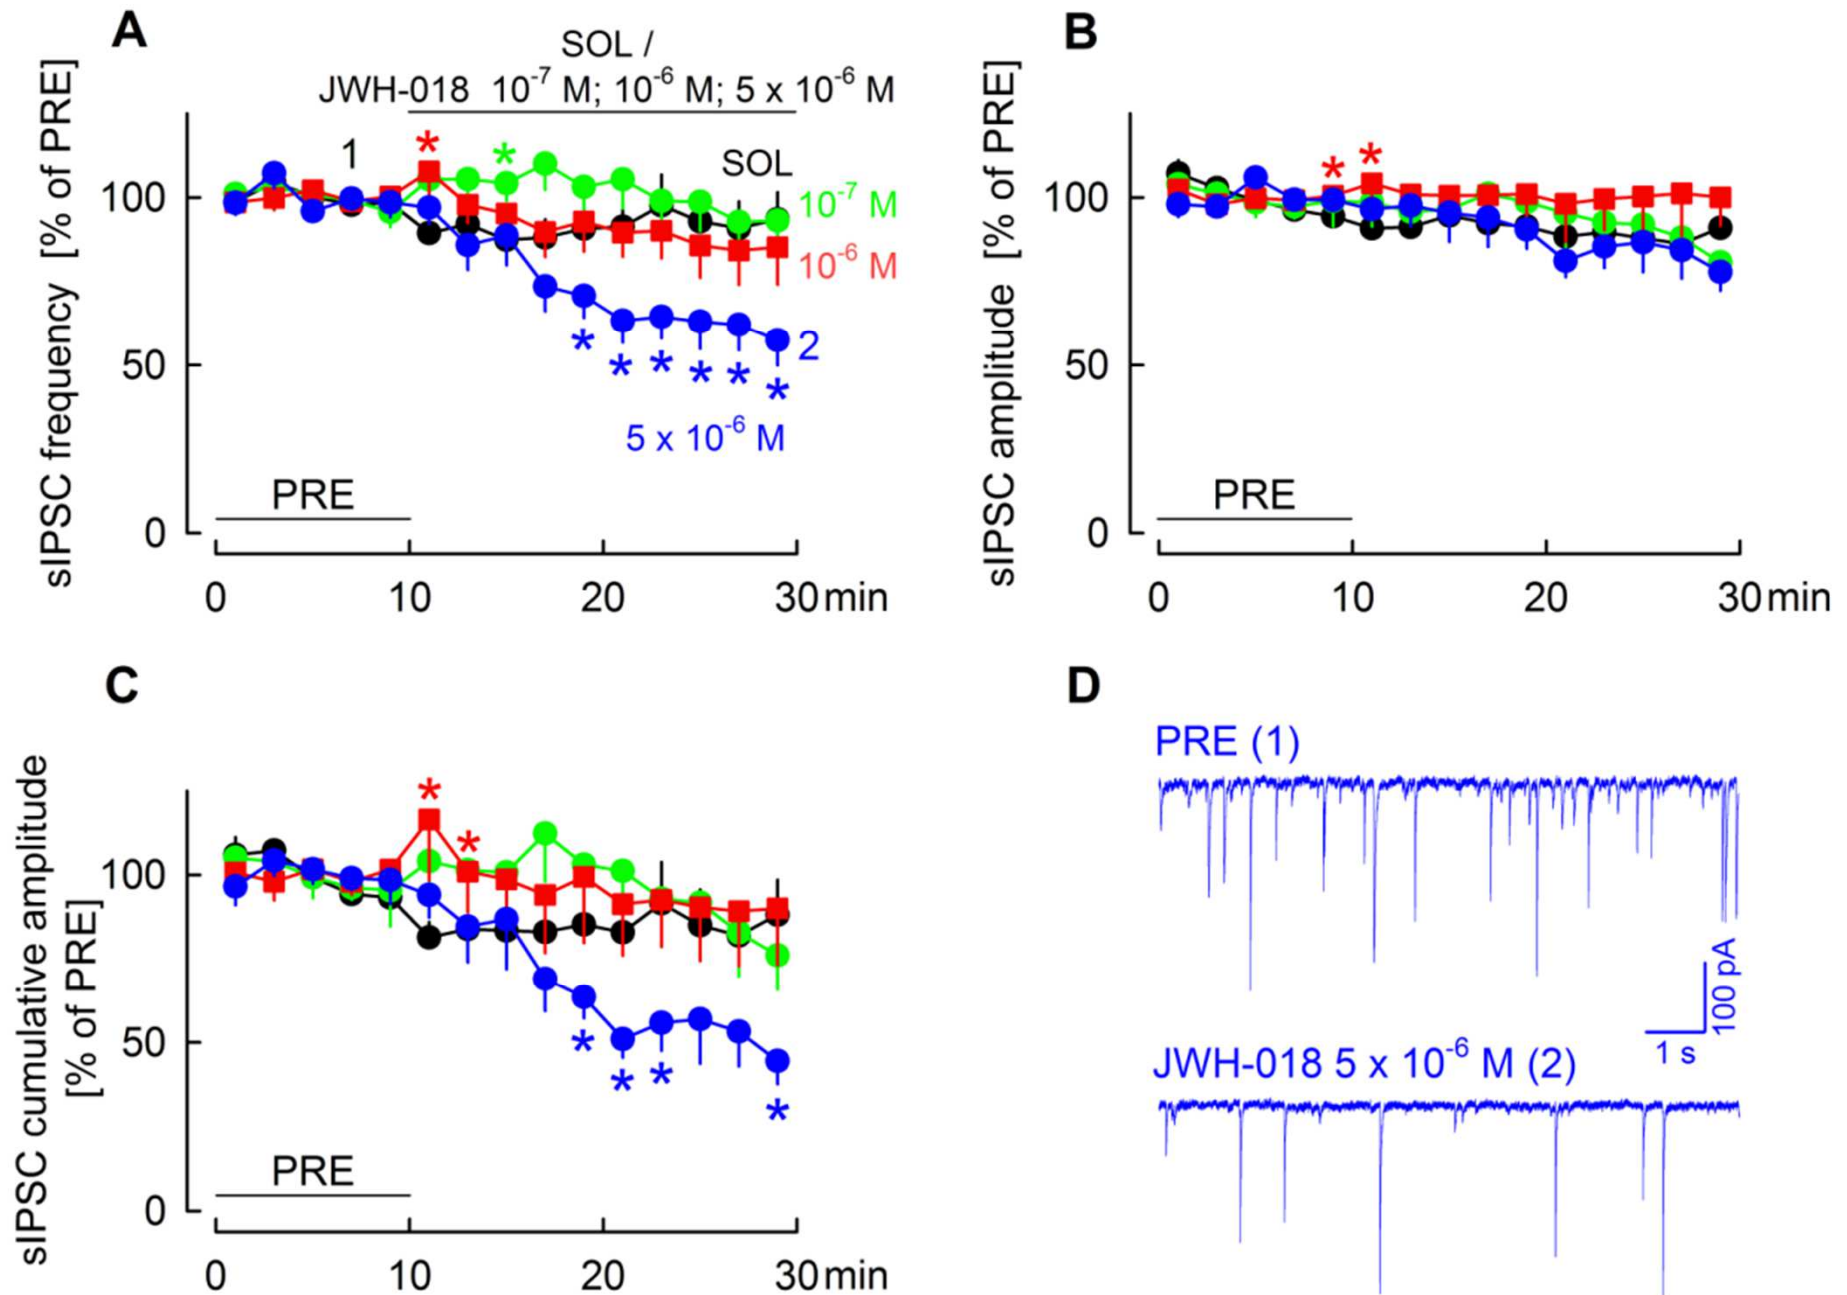 A
SOL /
JWH-018 10⁻⁷ M; 10⁻⁶ M; 5 x 10⁻⁶ M
sIPSC frequency [% of PRE]
100
50
0
1
*
*
SOL
10⁻⁷ M
10⁻⁶ M
2
* * * * * *
5 x 10⁻⁶ M
PRE
0 10 20 30 min
B
sIPSC amplitude [% of PRE]
100
50
0
* *
PRE
0 10 20 30 min
C
sIPSC cumulative amplitude
[% of PRE]
100
50
0
*
*
* * * *
PRE
0 10 20 30 min
D
PRE (1)
100 pA
1 s
JWH-018 5 x 10⁻⁶ M (2)